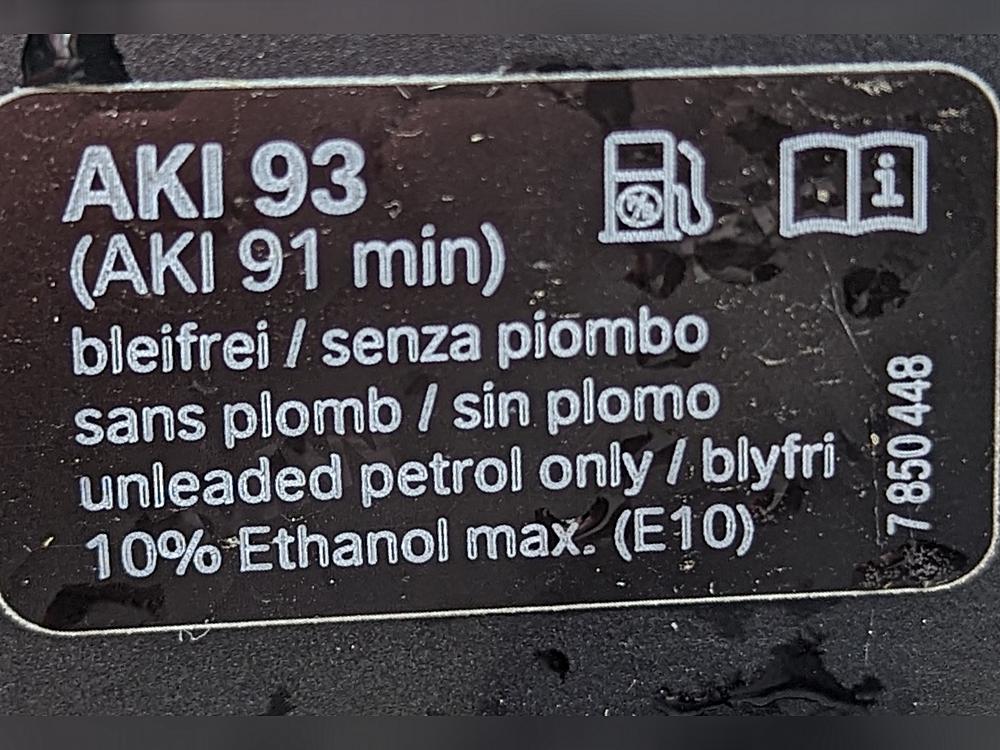 AKI 93
(AKI 91 min)
bleifrei / senza piombo
sans plomb / sin plomo
unleaded petrol only / blyfri
10% Ethanol max. (E10)
i
7 850 448